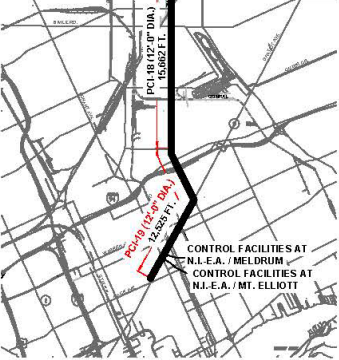 PCI-18 (12'-0" DIA.)
15,662 FT.
PCI-19 (12'-0" DIA.)
12,525 FT.
CONTROL FACILITIES AT
N.I.-E.A. / MELDRUM
CONTROL FACILITIES AT
N.I.-E.A. / MT. ELLIOTT